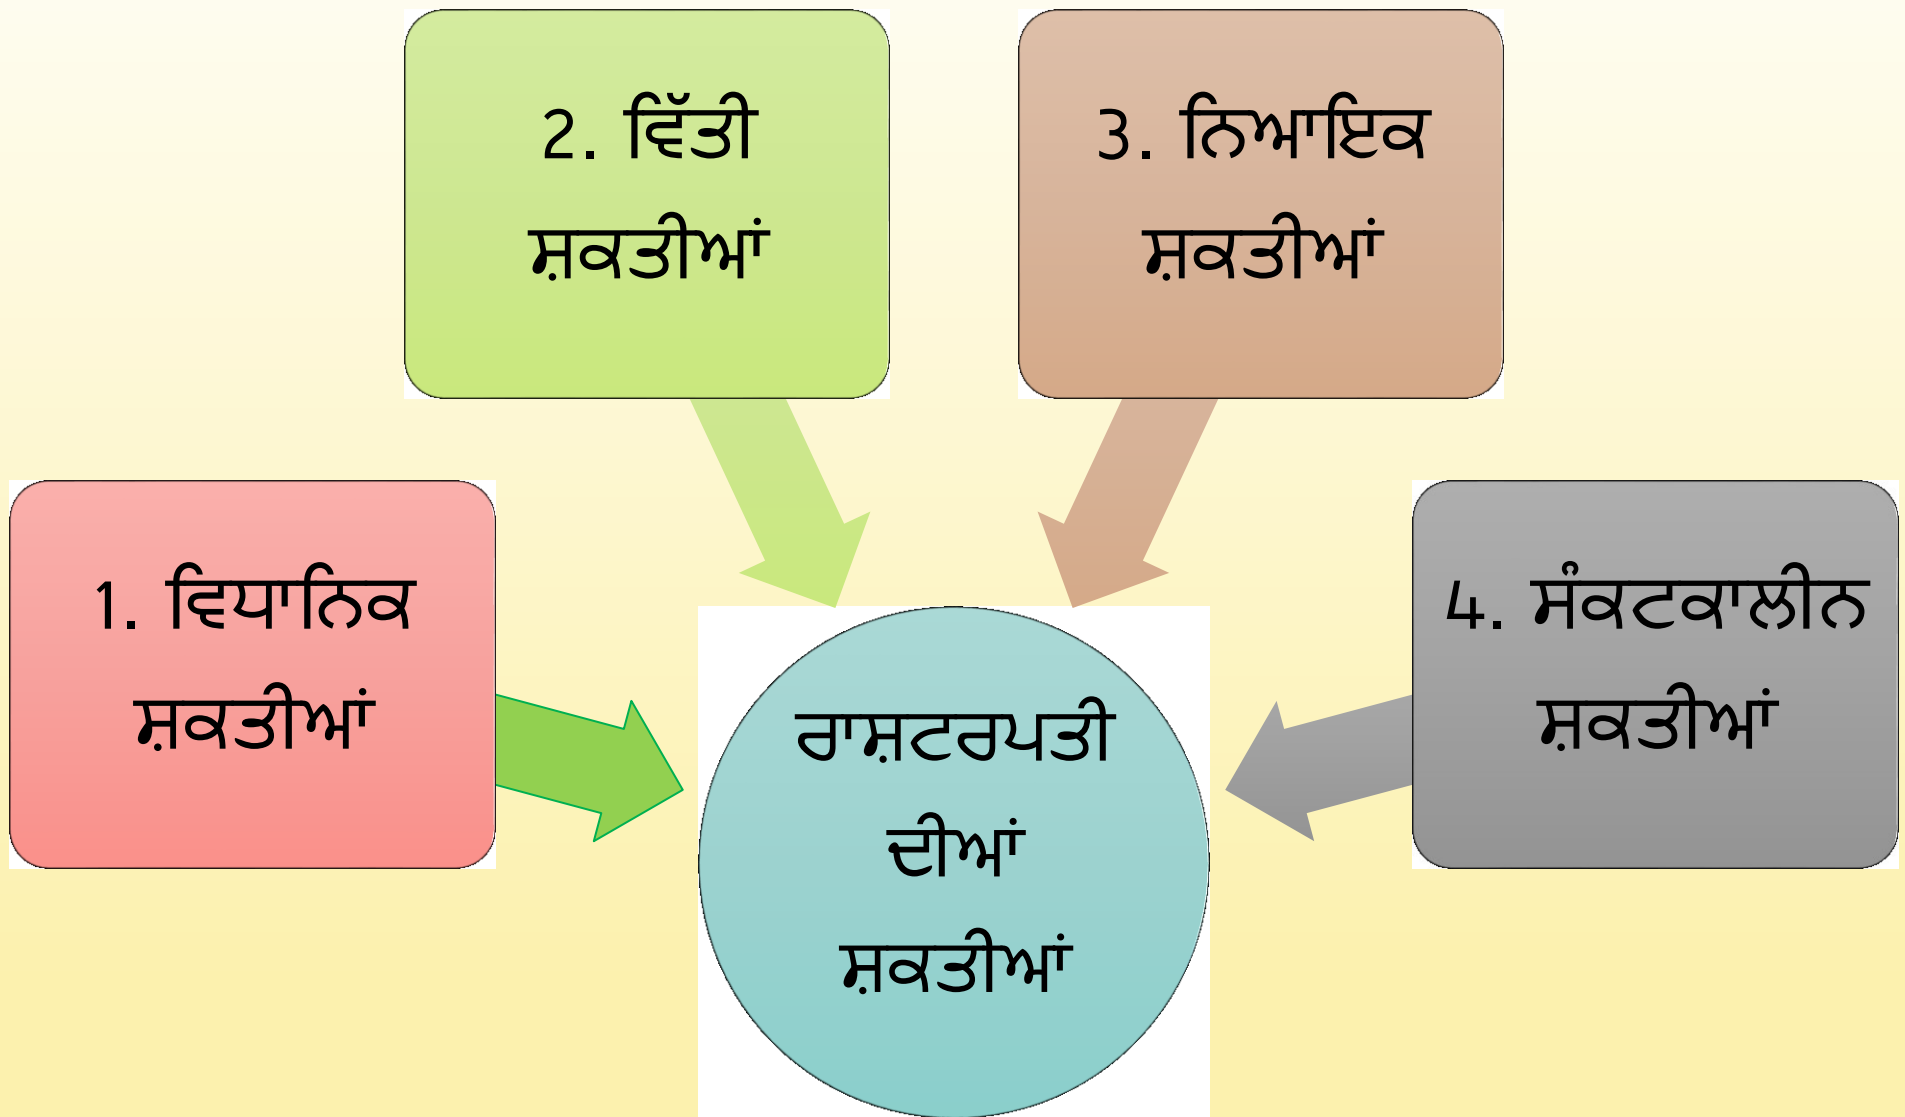 1. ਵਿਧਾਨਿਕ
ਸ਼ਕਤੀਆਂ
2. ਵਿੱਤੀ
ਸ਼ਕਤੀਆਂ
3. ਨਿਆਇਕ
ਸ਼ਕਤੀਆਂ
4. ਸੰਕਟਕਾਲੀਨ
ਸ਼ਕਤੀਆਂ
ਰਾਸ਼ਟਰਪਤੀ
ਦੀਆਂ
ਸ਼ਕਤੀਆਂ